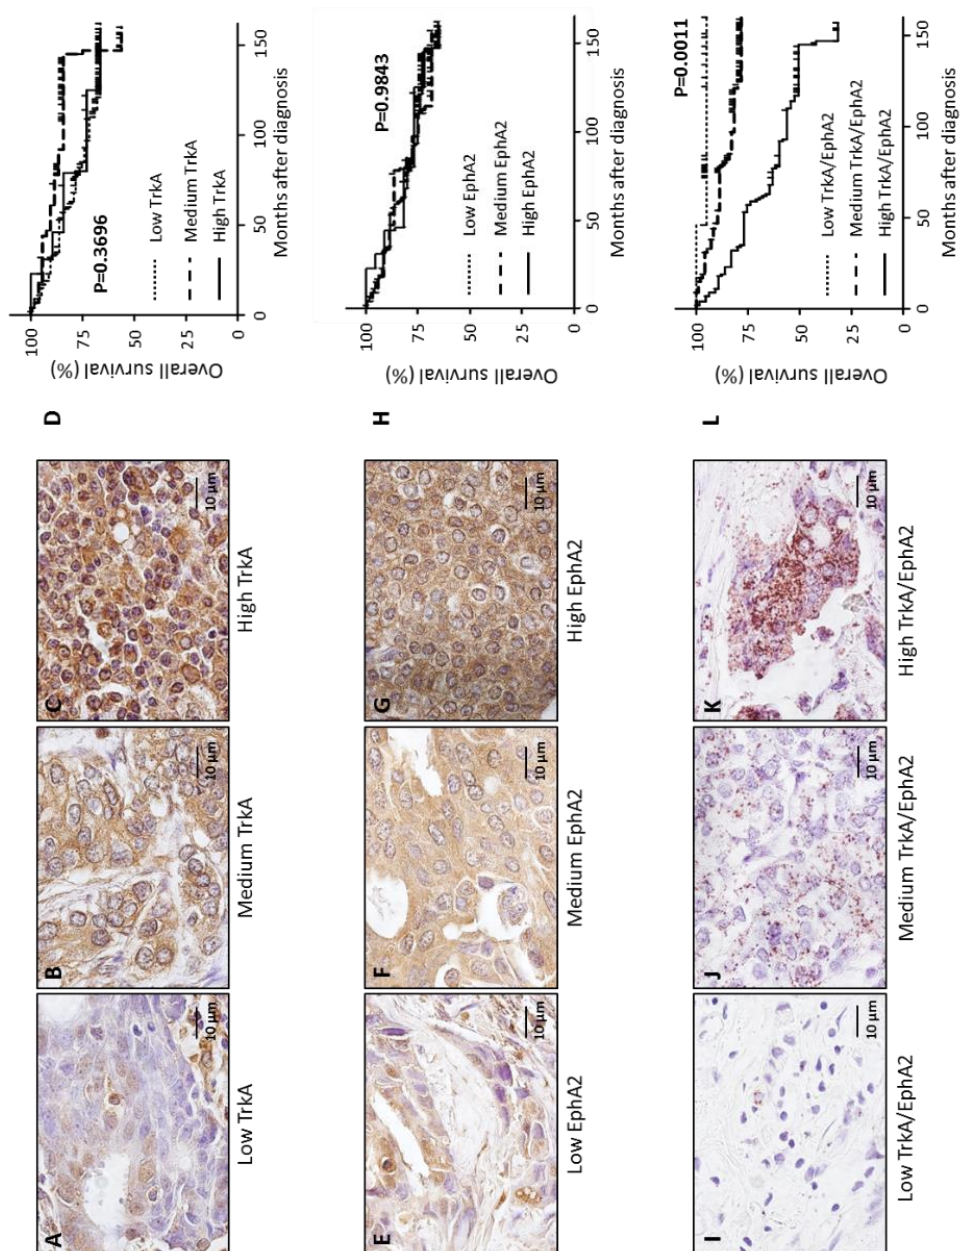 A
10 µm
Low TrkA
B
10 µm
Medium TrkA
C
10 µm
High TrkA
D
Overall survival (%)
100
75
50
25
0
P=0.3696
Low TrkA
Medium TrkA
High TrkA
0
50
100
150
Months after diagnosis
E
10 µm
Low EphA2
F
10 µm
Medium EphA2
G
10 µm
High EphA2
H
Overall survival (%)
100
75
50
25
0
P=0.9843
Low EphA2
Medium EphA2
High EphA2
0
50
100
150
Months after diagnosis
I
10 µm
Low TrkA/EphA2
J
10 µm
Medium TrkA/EphA2
K
10 µm
High TrkA/EphA2
L
Overall survival (%)
100
75
50
25
0
P=0.0011
Low TrkA/EphA2
Medium TrkA/EphA2
High TrkA/EphA2
0
50
100
150
Months after diagnosis